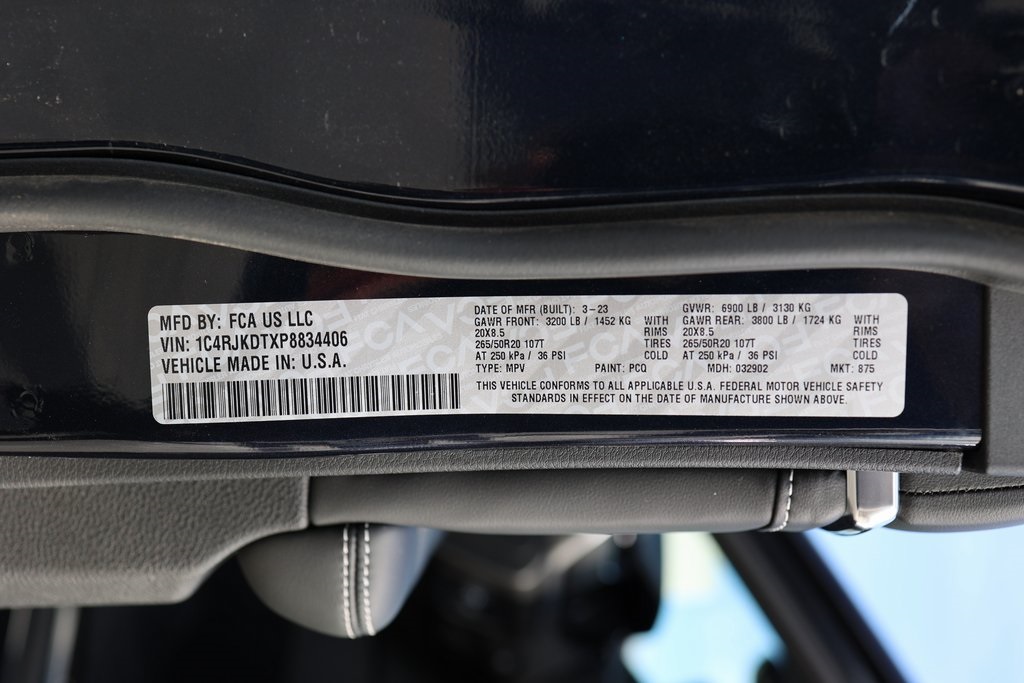 MFD BY: FCA US LLC
VIN: 1C4RJKDTXP8834406
VEHICLE MADE IN: U.S.A.
DATE OF MFR (BUILT): 3-23 GVWR: 6900 LB / 3130 KG
GAWR FRONT: 3200 LB / 1452 KG WITH GAWR REAR: 3800 LB / 1724 KG WITH
20X8.5 RIMS 20X8.5 RIMS
265/50R20 107T TIRES 265/50R20 107T TIRES
AT 250 kPa / 36 PSI COLD AT 250 kPa / 36 PSI COLD
TYPE: MPV PAINT: PCQ MDH: 032902 MKT: 875
THIS VEHICLE CONFORMS TO ALL APPLICABLE U.S.A. FEDERAL MOTOR VEHICLE SAFETY
STANDARDS IN EFFECT ON THE DATE OF MANUFACTURE SHOWN ABOVE.